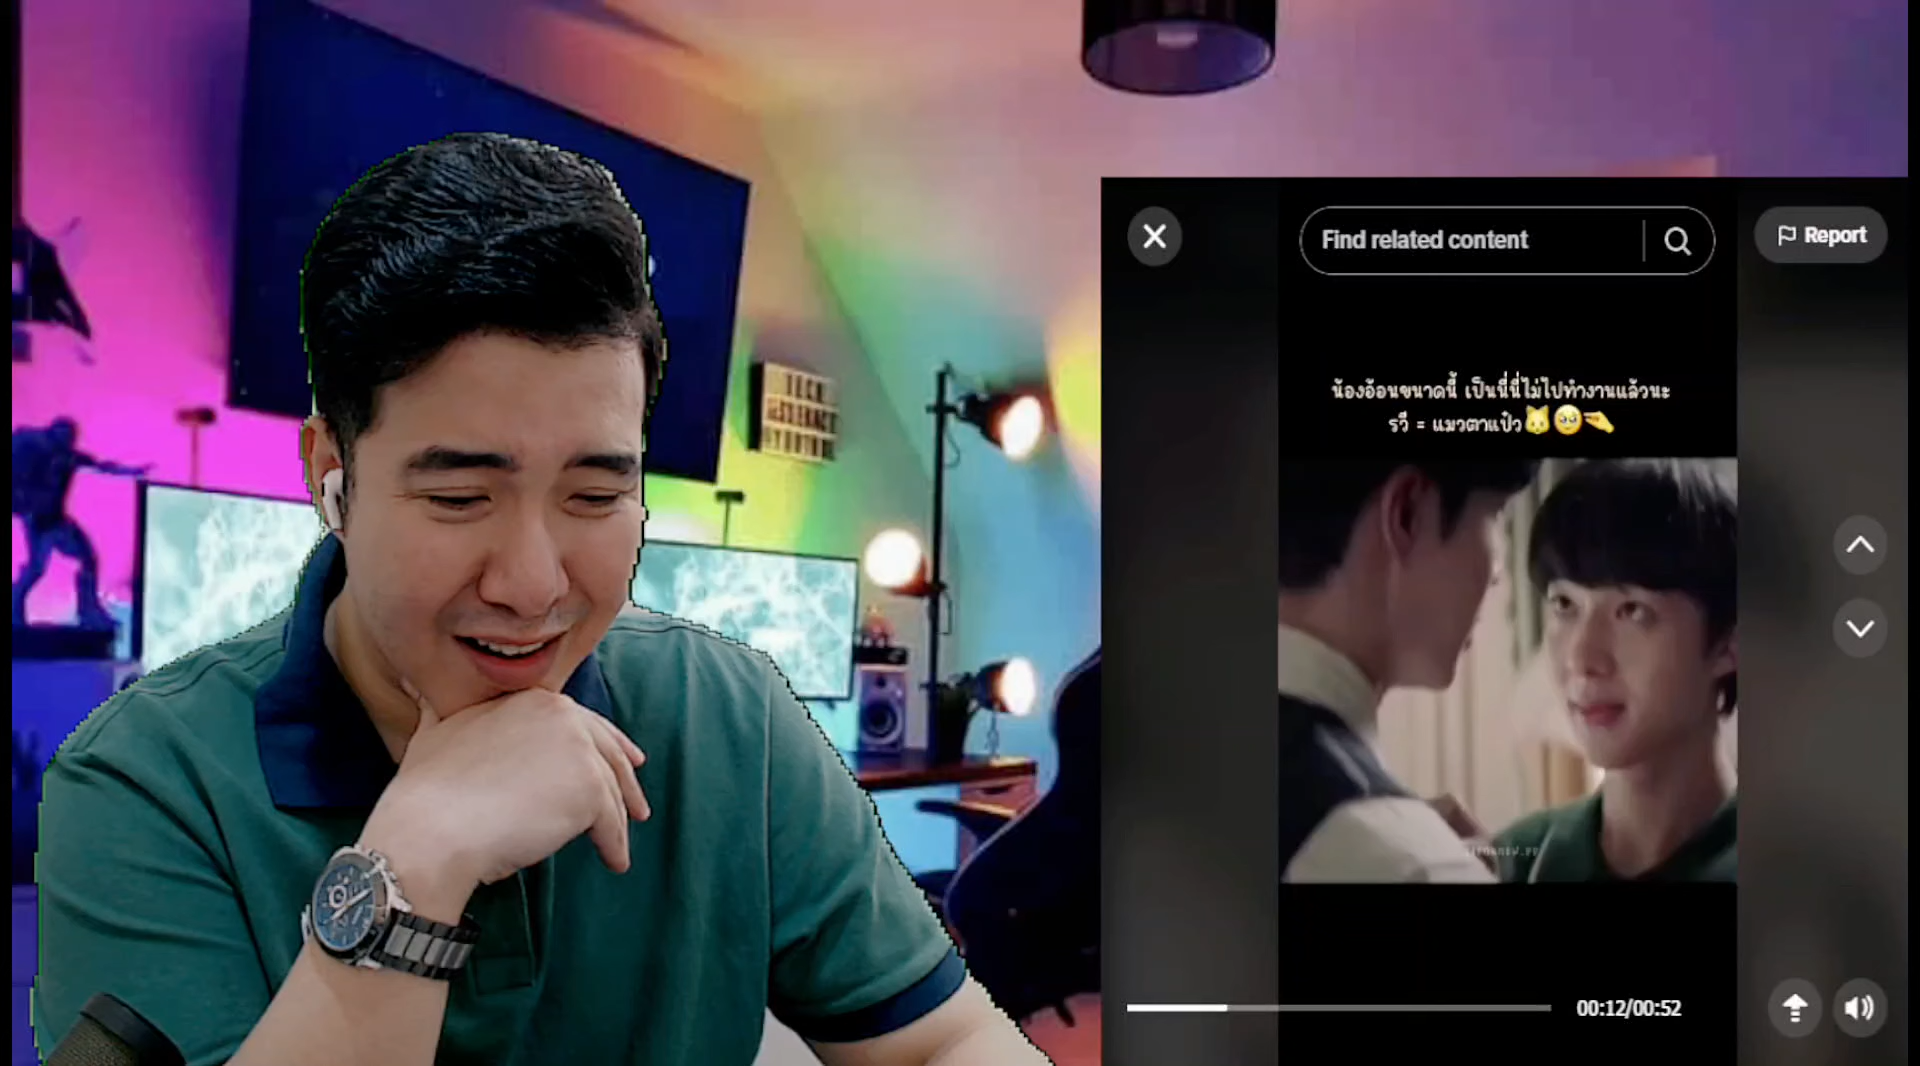 Find related content
Report
น้องอ้อนขนาดนี้ เป็นนี่นี่ไม่ไปทำงานแล้วนะ
รวี = แมวตาแป๋ว🐱🥹🫴
00:12/00:52